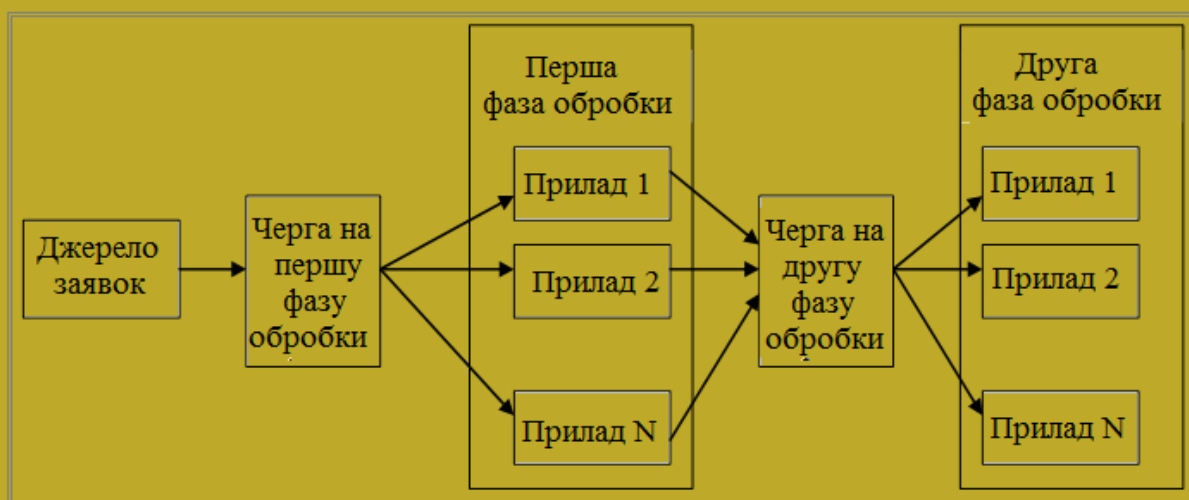 Джерело
заявок
Черга на
першу
фазу
обробки
Перша
фаза обробки
Прилад 1
Прилад 2
Прилад N
Черга на
другу
фазу
обробки
Друга
фаза обробки
Прилад 1
Прилад 2
Прилад N